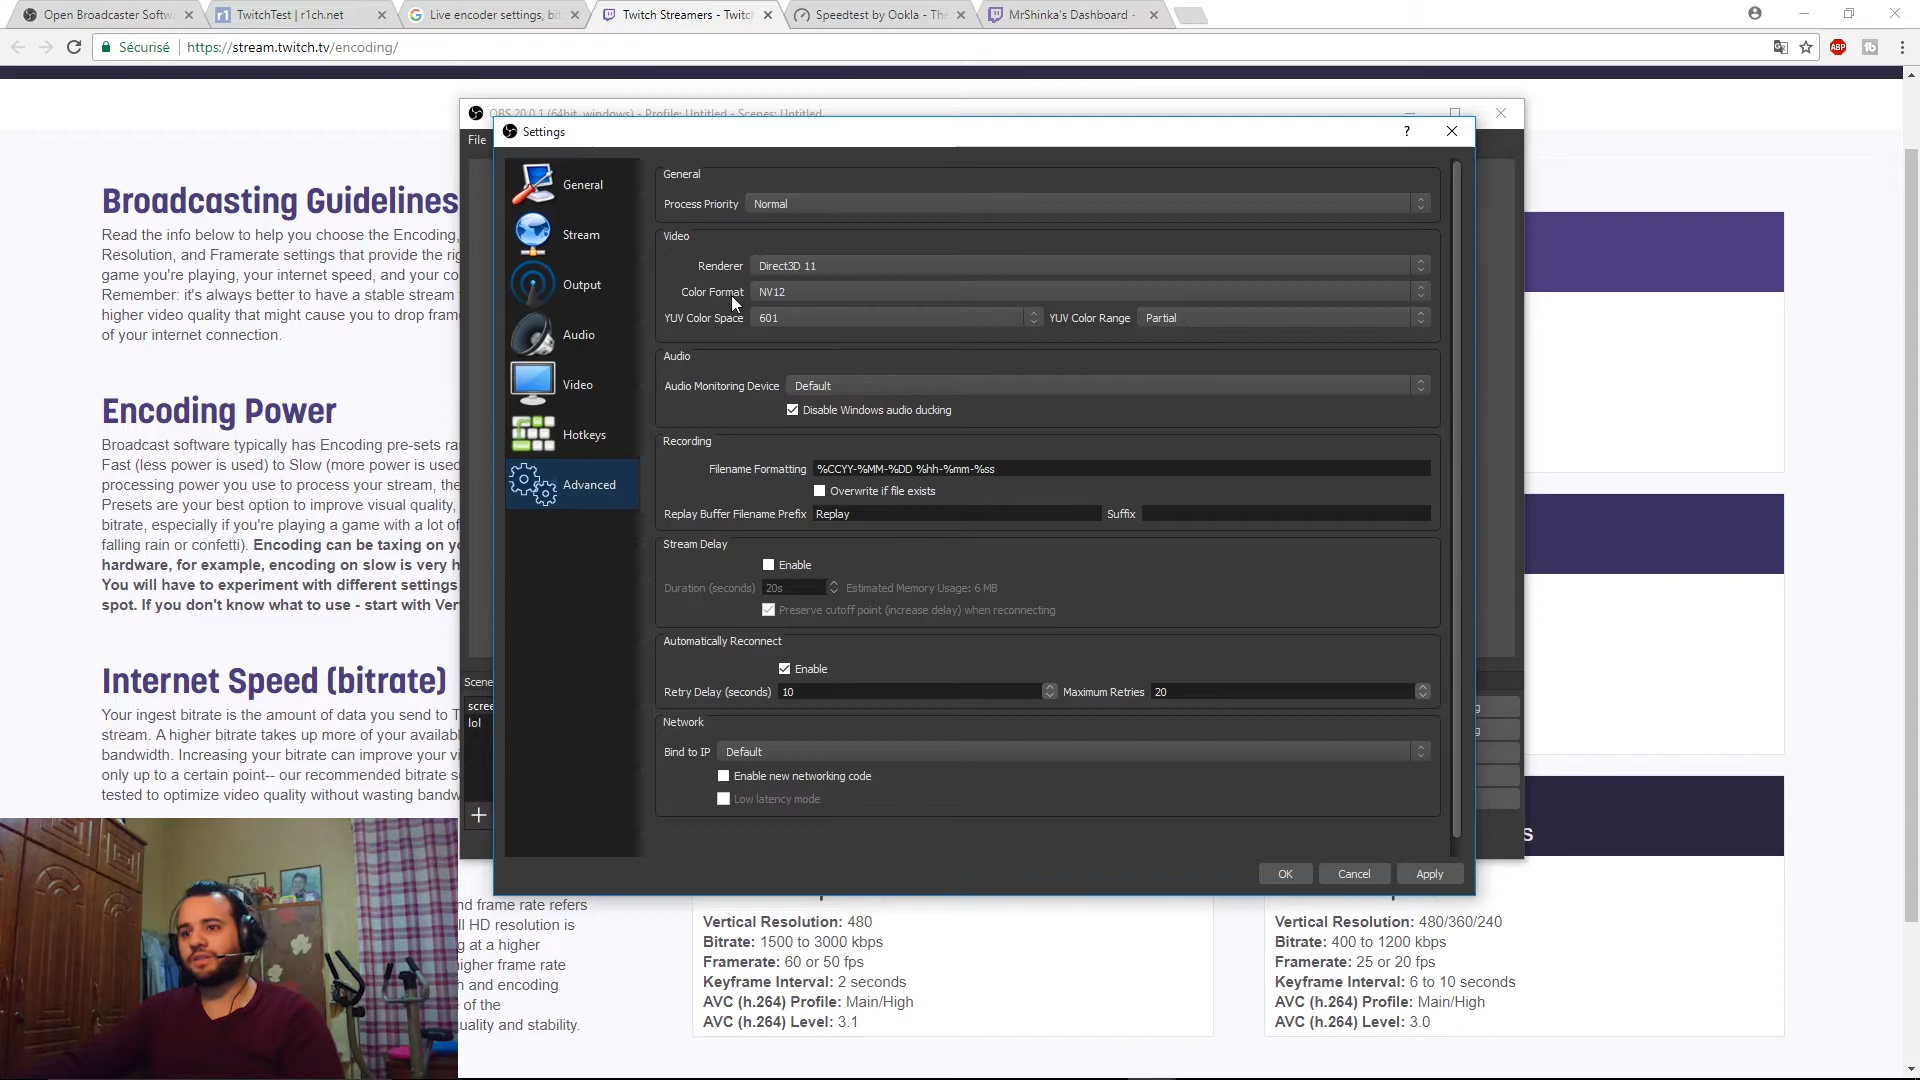 Open Broadcaster Softw
TwitchTest | r1ch.net
Live encoder settings, bit
Twitch Streamers - Twitc
Speedtest by Ookla - The
MrShinka's Dashboard -
Sécurisé
https://stream.twitch.tv/encoding/
ABP
OBS 20.0.1 (64bit, windows) - Profile: Untitled - Scenes: Untitled
File
Settings
?
General
Stream
Output
Audio
Video
Hotkeys
Advanced
General
Process Priority Normal
Video
Renderer Direct3D 11
Color Format NV12
YUV Color Space 601 YUV Color Range Partial
Audio
Audio Monitoring Device Default
Disable Windows audio ducking
Recording
Filename Formatting %CCYY-%MM-%DD %hh-%mm-%ss
Overwrite if file exists
Replay Buffer Filename Prefix Replay Suffix
Stream Delay
Enable
Duration (seconds) 20s Estimated Memory Usage: 6 MB
Preserve cutoff point (increase delay) when reconnecting
Automatically Reconnect
Enable
Retry Delay (seconds) 10 Maximum Retries 20
Network
Bind to IP Default
Enable new networking code
Low latency mode
OK Cancel Apply
Broadcasting Guidelines
Read the info below to help you choose the Encoding,
Resolution, and Framerate settings that provide the ri
game you're playing, your internet speed, and your co
Remember: it's always better to have a stable stream
higher video quality that might cause you to drop fram
of your internet connection.
Encoding Power
Broadcast software typically has Encoding pre-sets ra
Fast (less power is used) to Slow (more power is used
processing power you use to process your stream, the
Presets are your best option to improve visual quality,
bitrate, especially if you're playing a game with a lot of
falling rain or confetti). Encoding can be taxing on yo
hardware, for example, encoding on slow is very h
You will have to experiment with different settings
spot. If you don't know what to use - start with Ver
Internet Speed (bitrate)
Your ingest bitrate is the amount of data you send to T
stream. A higher bitrate takes up more of your availab
bandwidth. Increasing your bitrate can improve your vi
only up to a certain point-- our recommended bitrate s
tested to optimize video quality without wasting bandw
Scene
scree
lol
nd frame rate refers
ll HD resolution is
g at a higher
igher frame rate
n and encoding
e of the
uality and stability.
Vertical Resolution: 480
Bitrate: 1500 to 3000 kbps
Framerate: 60 or 50 fps
Keyframe Interval: 2 seconds
AVC (h.264) Profile: Main/High
AVC (h.264) Level: 3.1
s
Vertical Resolution: 480/360/240
Bitrate: 400 to 1200 kbps
Framerate: 25 or 20 fps
Keyframe Interval: 6 to 10 seconds
AVC (h.264) Profile: Main/High
AVC (h.264) Level: 3.0